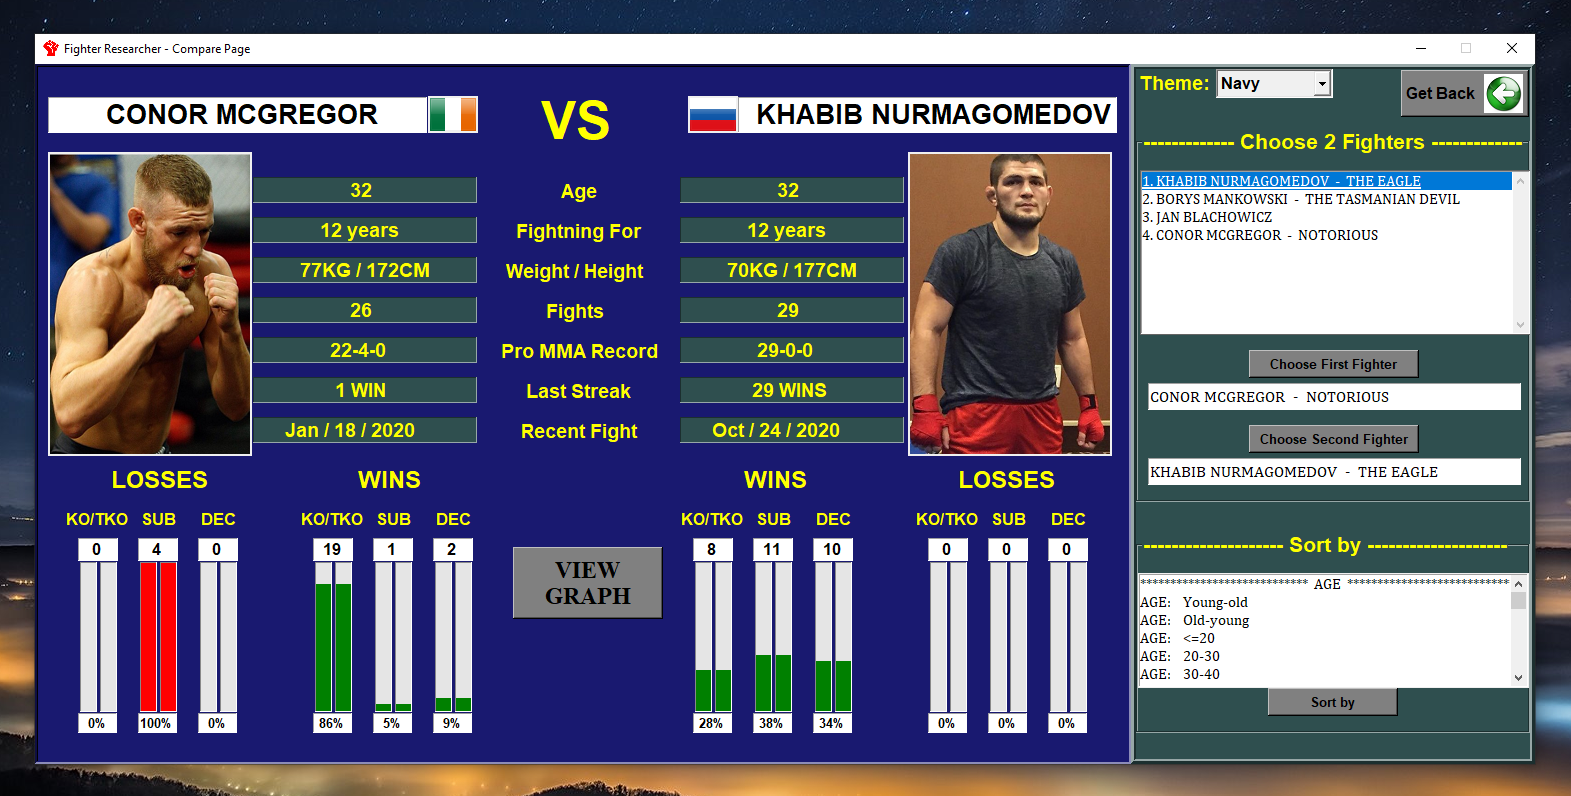 Fighter Researcher - Compare Page
CONOR MCGREGOR
VS
KHABIB NURMAGOMEDOV
32 Age 32
12 years Fightning For 12 years
77KG / 172CM Weight / Height 70KG / 177CM
26 Fights 29
22-4-0 Pro MMA Record 29-0-0
1 WIN Last Streak 29 WINS
Jan / 18 / 2020 Recent Fight Oct / 24 / 2020
LOSSES WINS WINS LOSSES
KO/TKO SUB DEC KO/TKO SUB DEC KO/TKO SUB DEC KO/TKO SUB DEC
0 4 0 19 1 2 8 11 10 0 0 0
VIEW
GRAPH
0% 100% 0% 86% 5% 9% 28% 38% 34% 0% 0% 0%
Theme: Navy
Get Back
------------- Choose 2 Fighters -------------
1. KHABIB NURMAGOMEDOV - THE EAGLE
2. BORYS MANKOWSKI - THE TASMANIAN DEVIL
3. JAN BLACHOWICZ
4. CONOR MCGREGOR - NOTORIOUS
Choose First Fighter
CONOR MCGREGOR - NOTORIOUS
Choose Second Fighter
KHABIB NURMAGOMEDOV - THE EAGLE
-------------------- Sort by --------------------
**************************** AGE ***************************
AGE: Young-old
AGE: Old-young
AGE: <=20
AGE: 20-30
AGE: 30-40
Sort by